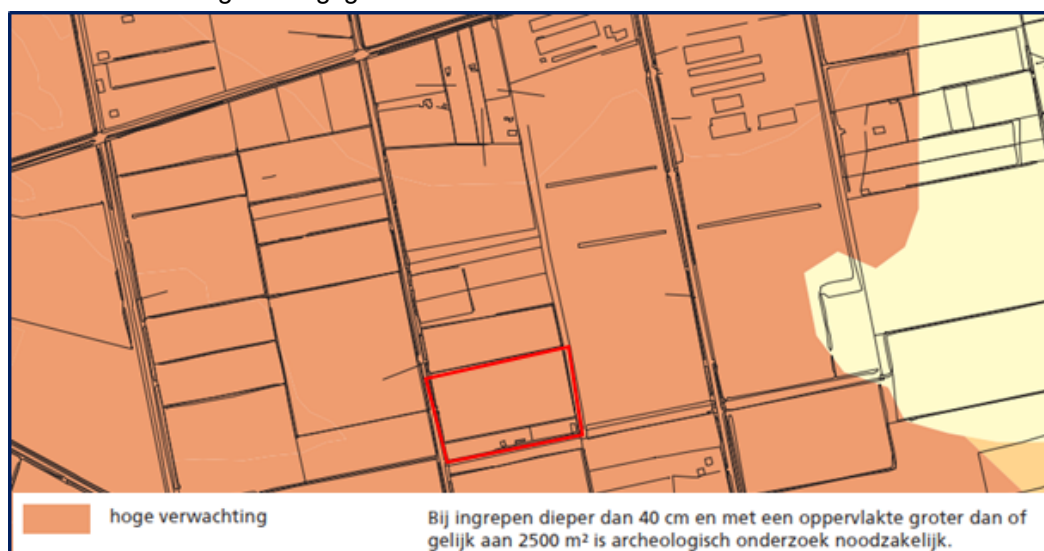 hoge verwachting
Bij ingrepen dieper dan 40 cm en met een oppervlakte groter dan of
gelijk aan 2500 m² is archeologisch onderzoek noodzakelijk.